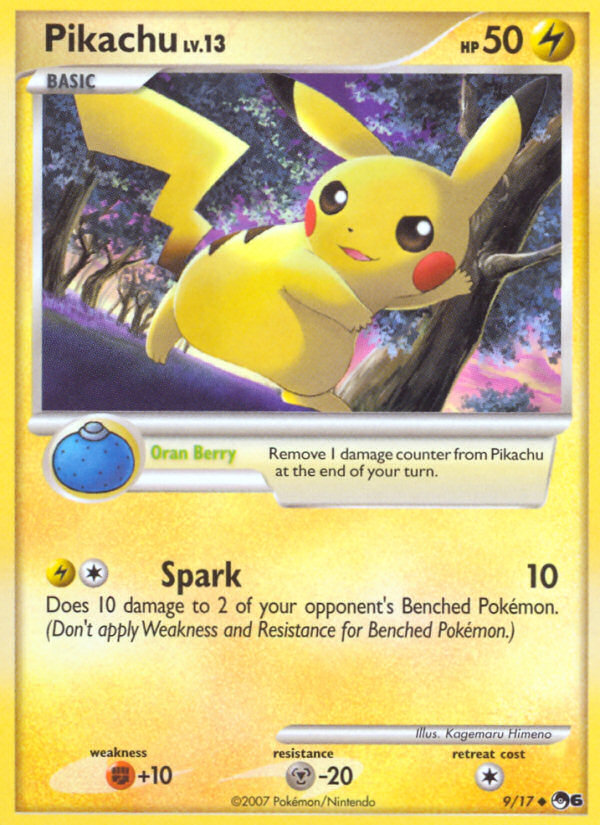 Pikachu LV.13 HP 50
BASIC
Oran Berry
Remove 1 damage counter from Pikachu
at the end of your turn.
Spark 10
Does 10 damage to 2 of your opponent's Benched Pokémon.
(Don't apply Weakness and Resistance for Benched Pokémon.)
Illus. Kagemaru Himeno
weakness resistance retreat cost
+10 -20
©2007 Pokémon/Nintendo 9/17 6